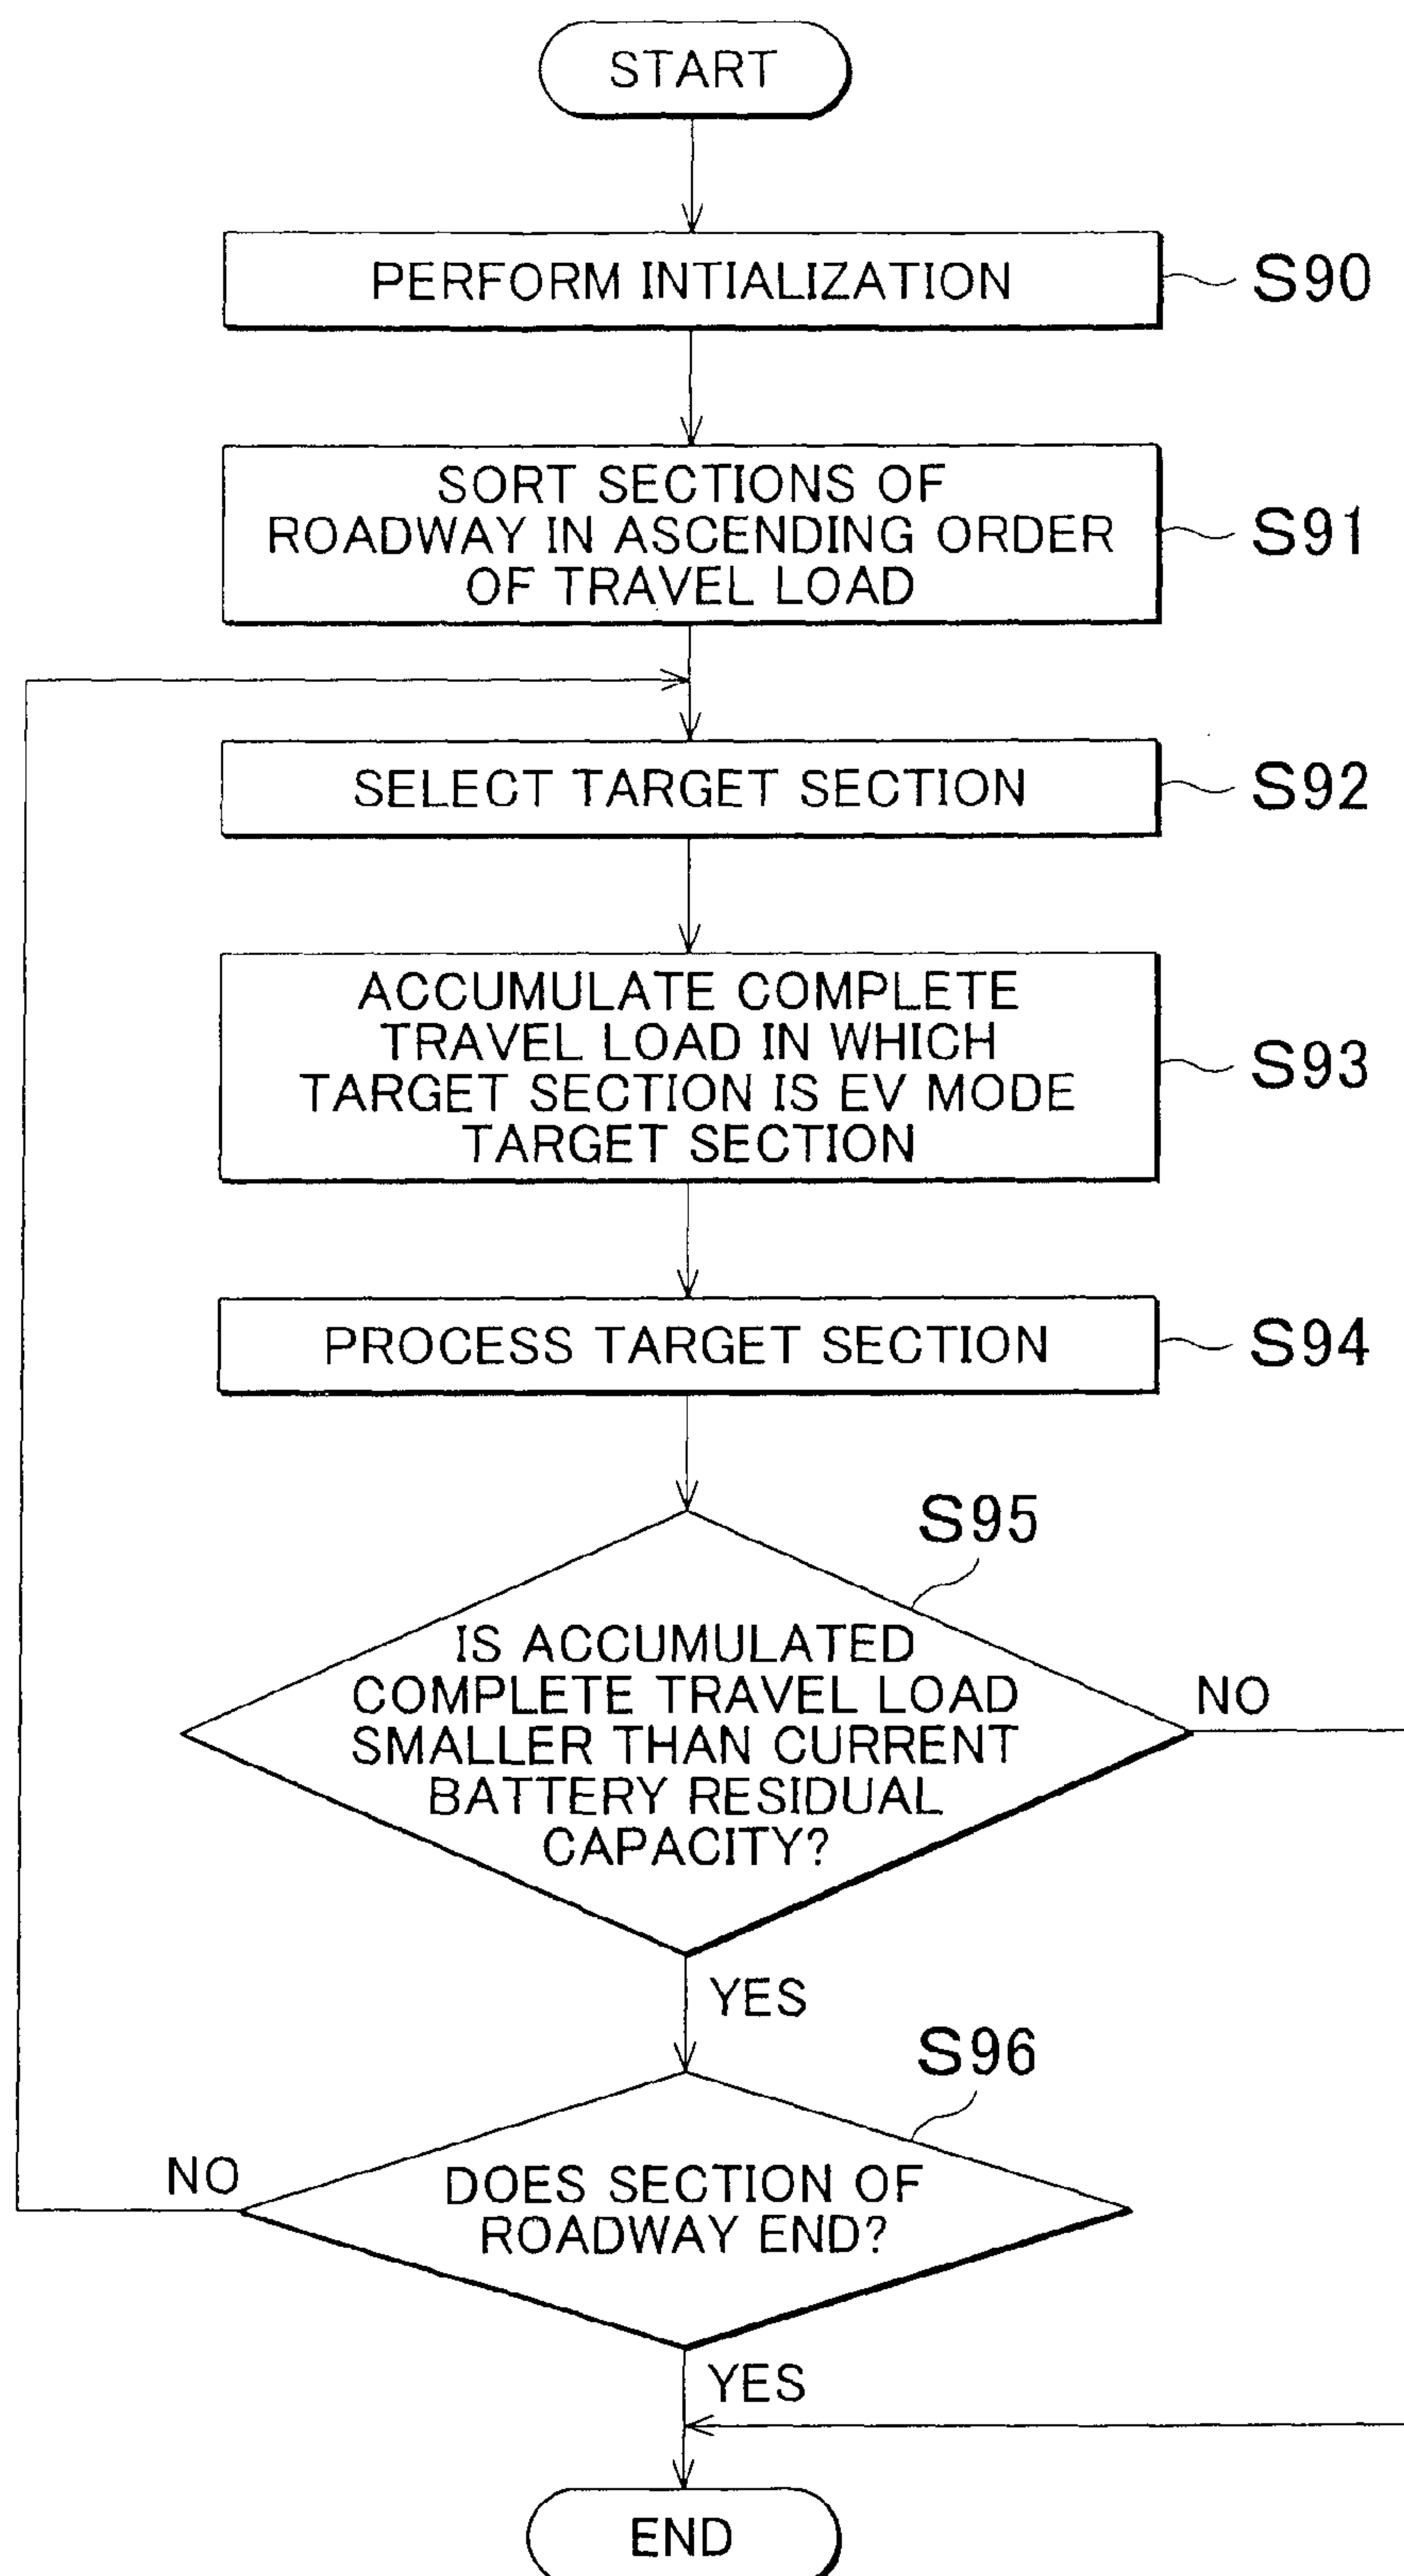 START
PERFORM INTIALIZATION
S90
SORT SECTIONS OF
ROADWAY IN ASCENDING ORDER
OF TRAVEL LOAD
S91
SELECT TARGET SECTION
S92
ACCUMULATE COMPLETE
TRAVEL LOAD IN WHICH
TARGET SECTION IS EV MODE
TARGET SECTION
S93
PROCESS TARGET SECTION
S94
S95
IS ACCUMULATED
COMPLETE TRAVEL LOAD
SMALLER THAN CURRENT
BATTERY RESIDUAL
CAPACITY?
NO
YES
S96
DOES SECTION OF
ROADWAY END?
NO
YES
END